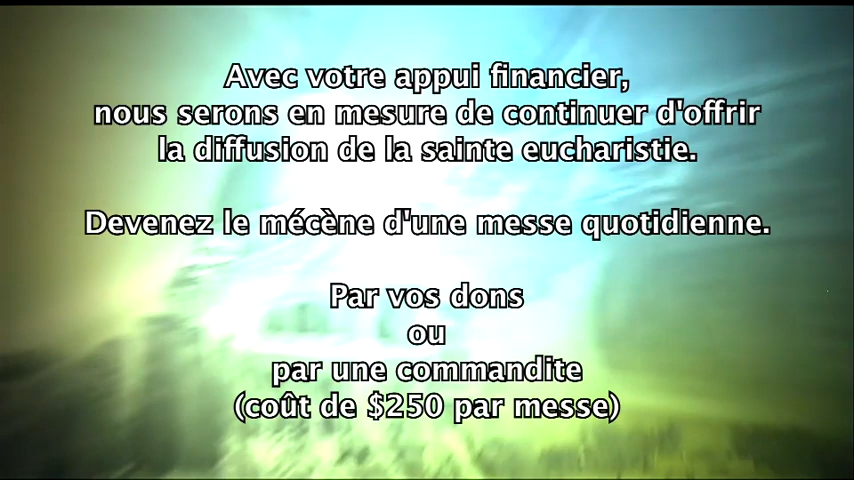 Avec votre appui financier,
nous serons en mesure de continuer d'offrir
la diffusion de la sainte eucharistie.
Devenez le mécène d'une messe quotidienne.
Par vos dons
ou
par une commandite
(coût de $250 par messe)